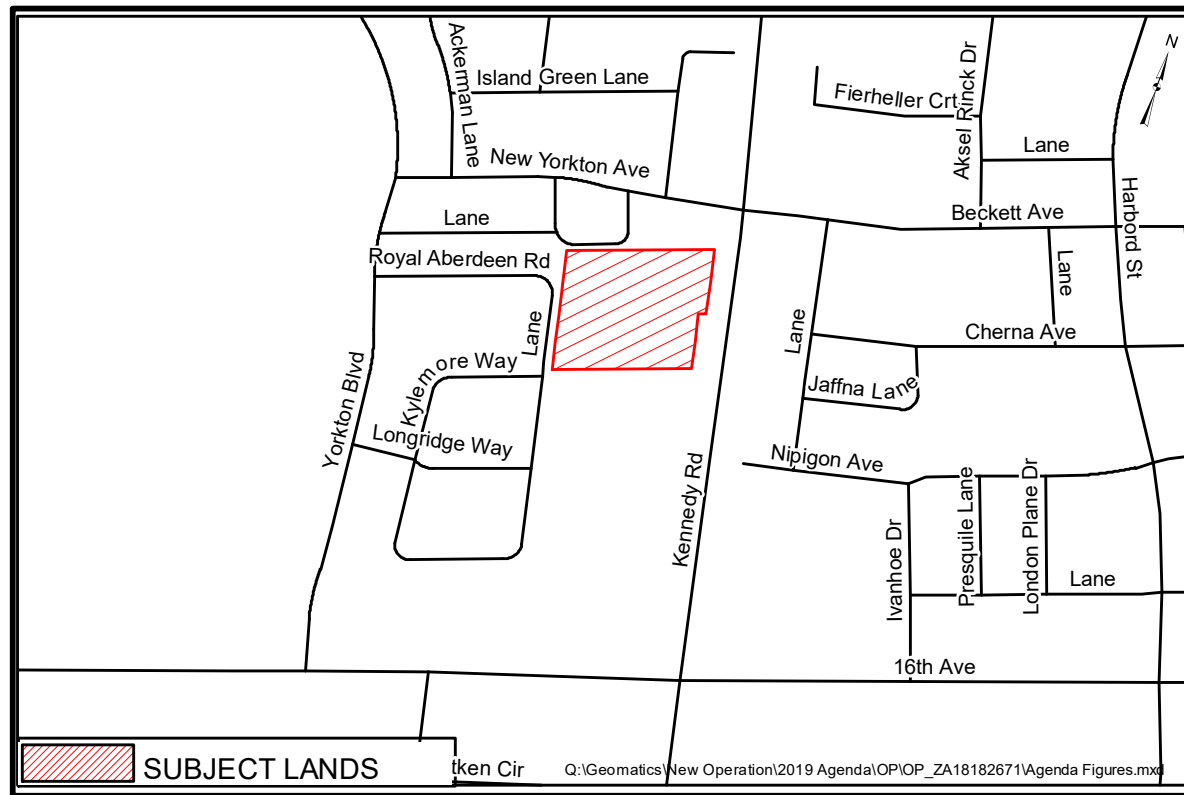 N
Ackerman Lane
Island Green Lane
Fierheller Crt
Aksel Rinck Dr
Lane
New Yorkton Ave
Harbord St
Lane
Beckett Ave
Royal Aberdeen Rd
Lane
Lane
Lane
Cherna Ave
Kylemore Way
Jaffna Lane
Yorkton Blvd
Longridge Way
Nipigon Ave
Kennedy Rd
Ivanhoe Dr
Presquile Lane
London Plane Dr
Lane
16th Ave
SUBJECT LANDS
tken Cir
Q:\Geomatics\New Operation\2019 Agenda\OP\OP_ZA18182671\Agenda Figures.mxd